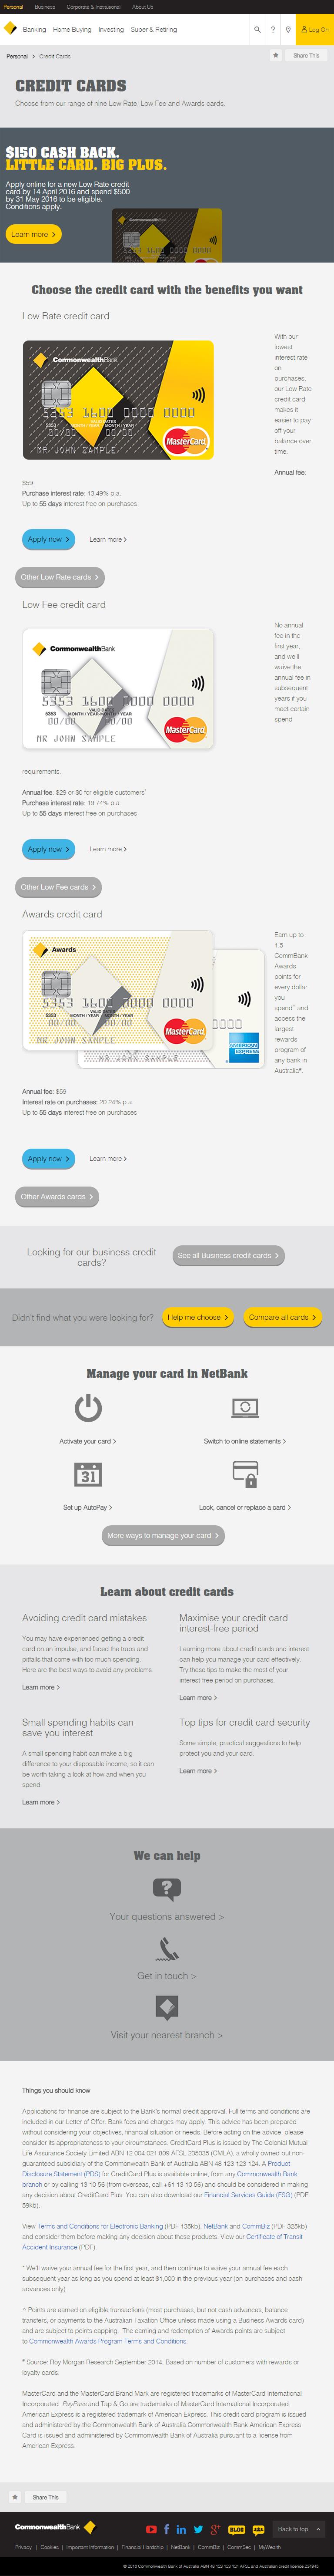 Personal Business Corporate & Institutional About Us
Banking Home Buying Investing Super & Retiring
Log On
Personal > Credit Cards
Share This
CREDIT CARDS
Choose from our range of new Low Rate, Low Fee and Awards cards.
$150 CASH BACK.
LITTLE CARD. BIG PLUS.
Apply online for a new Low Rate credit
card by 14 April 2016 and spend $500
by 31 May 2016 to be eligible.
Conditions apply.
Learn more >
CommonwealthBank
Choose the credit card with the benefits you want
Low Rate credit card
With our
lowest
interest rate
on
purchases,
our Low Rate
credit card
makes it
easier to pay
off your
balance over
time.
Annual fee:
CommonwealthBank
5353
VALID DATES
MONTH/YEAR-MONTH/YEAR
00/00 00/00
MR JOHN SAMPLE
MasterCard
$59
Purchase interest rate: 13.49% p.a.
Up to 55 days interest free on purchases
Apply now >
Learn more >
Other Low Rate cards >
Low Fee credit card
No annual
fee in the
first year,
and we'll
waive the
annual fee in
subsequent
years if you
meet certain
spend
CommonwealthBank
5353
VALID DATES
MONTH/YEAR-MONTH/YEAR
00/00 00/00
MR JOHN SAMPLE
MasterCard
requirements.
Annual fee: $29 or $0 for eligible customers*
Purchase interest rate: 19.74% p.a.
Up to 55 days interest free on purchases
Apply now >
Learn more >
Other Low Fee cards >
Awards credit card
Earn up to
1.5
CommBank
Awards
points for
every dollar
you
spend^ and
access the
largest
rewards
program of
any bank in
Australia#.
Awards
5353
VALID DATES
MONTH/YEAR-MONTH/YEAR
00/00 00/00
MR JOHN SAMPLE
MasterCard
AMERICAN EXPRESS
Annual fee: $59
Interest rate on purchases: 20.24% p.a.
Up to 55 days interest free on purchases
Apply now >
Learn more >
Other Awards cards >
Looking for our business credit
cards?
See all Business credit cards >
Didn't find what you were looking for?
Help me choose >
Compare all cards >
Manage your card in NetBank
Activate your card >
Switch to online statements >
31
Set up AutoPay >
Lock, cancel or replace a card >
More ways to manage your card >
Learn about credit cards
Avoiding credit card mistakes
You may have experienced getting a credit
card on an impulse, and faced the traps and
pitfalls that come with too much spending.
Here are the best ways to avoid any problems.
Learn more >
Maximise your credit card
interest-free period
Learning more about credit cards and interest
can help you manage your card effectively.
Try these tips to make the most of your
interest-free period on purchases.
Learn more >
Small spending habits can
save you interest
A small spending habit can make a big
difference to your disposable income, so it can
be worth taking a look at how and when you
spend.
Learn more >
Top tips for credit card security
Some simple, practical suggestions to help
protect you and your card.
Learn more >
We can help
Your questions answered >
Get in touch >
Visit your nearest branch >
Things you should know
Applications for finance are subject to the Bank's normal credit approval. Full terms and conditions are
included in our Letter of Offer. Bank fees and charges may apply. This advice has been prepared
without considering your objectives, financial situation or needs. Before acting on the advice, please
consider its appropriateness to your circumstances. CreditCard Plus is issued by The Colonial Mutual
Life Assurance Society Limited ABN 12 004 021 809 AFSL 235035 (CMLA), a wholly owned but non-
guaranteed subsidiary of the Commonwealth Bank of Australia ABN 48 123 123 124. A Product
Disclosure Statement (PDS) for CreditCard Plus is available online, from any Commonwealth Bank
branch or by calling 13 10 56 (from overseas, call +61 13 10 56) and should be considered in making
any decision about CreditCard Plus. You can also download our Financial Services Guide (FSG) (PDF
59kb).
View Terms and Conditions for Electronic Banking (PDF 135kb), NetBank and CommBiz (PDF 325kb)
and conider them before making any decision about these products. View our Certificate of Transit
Accident Insurance (PDF)
* We'll waive your annual fee for the first year, and then continue to waive your annual fee each
subsequent year as long as you spend at least $1,000 in the previous year (on purchases and cash
advances only).
^ Points are earned on eligible transactions (most purchases, but not cash advances, balance
transfers, or payments to the Australian Taxation Office unless made using a Business Awards card)
and are subject to points capping . The earning and redemption of Awards points are subject
to Commonwealth Awards Program Terms and Conditions.
# Source: Roy Morgan Research September 2014. Based on number of customers with rewards or
loyalty cards.
MasterCard and the MasterCard Brand Mark are registered trademarks of MasterCard International
Incorporated. PayPass and Tap & Go are trademarks of MasterCard International Incorporated.
American Express is a registered trademark of American Express. This credit card program is issued
and administered by the Commonwealth Bank of Australia.Commonwealth Bank American Express
Card is issued and administered by Commonwealth Bank of Australia pursuant to a license from
American Express.
Share This
CommonwealthBank
BLOG
Q&A
Back to top
Privacy | Cookies | Important Information | Financial Hardship | NetBank | CommBiz | CommSec | MyWealth
© 2016 Commonwealth Bank of Australia ABN 48 123 123 124 AFSL and Australian credit licence 234945